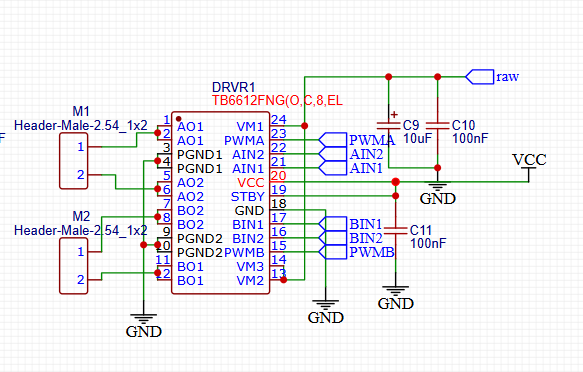 raw
DRVR1
TB6612FNG(O,C,8,EL
M1
Header-Male-2.54_1x2
1
2
M2
Header-Male-2.54_1x2
1
2
1 AO1 VM1 24
2 AO1 PWMA 23 PWMA
3 PGND1 AIN2 22 AIN2
4 PGND1 AIN1 21 AIN1
5 AO2 VCC 20
6 AO2 STBY 19
7 BO2 GND 18
8 BO2 BIN1 17 BIN1
9 PGND2 BIN2 16 BIN2
10 PGND2 PWMB 15 PWMB
11 BO1 VM3 14
12 BO1 VM2 13
+
C9
10uF
C10
100nF
GND
VCC
C11
100nF
GND
GND
GND